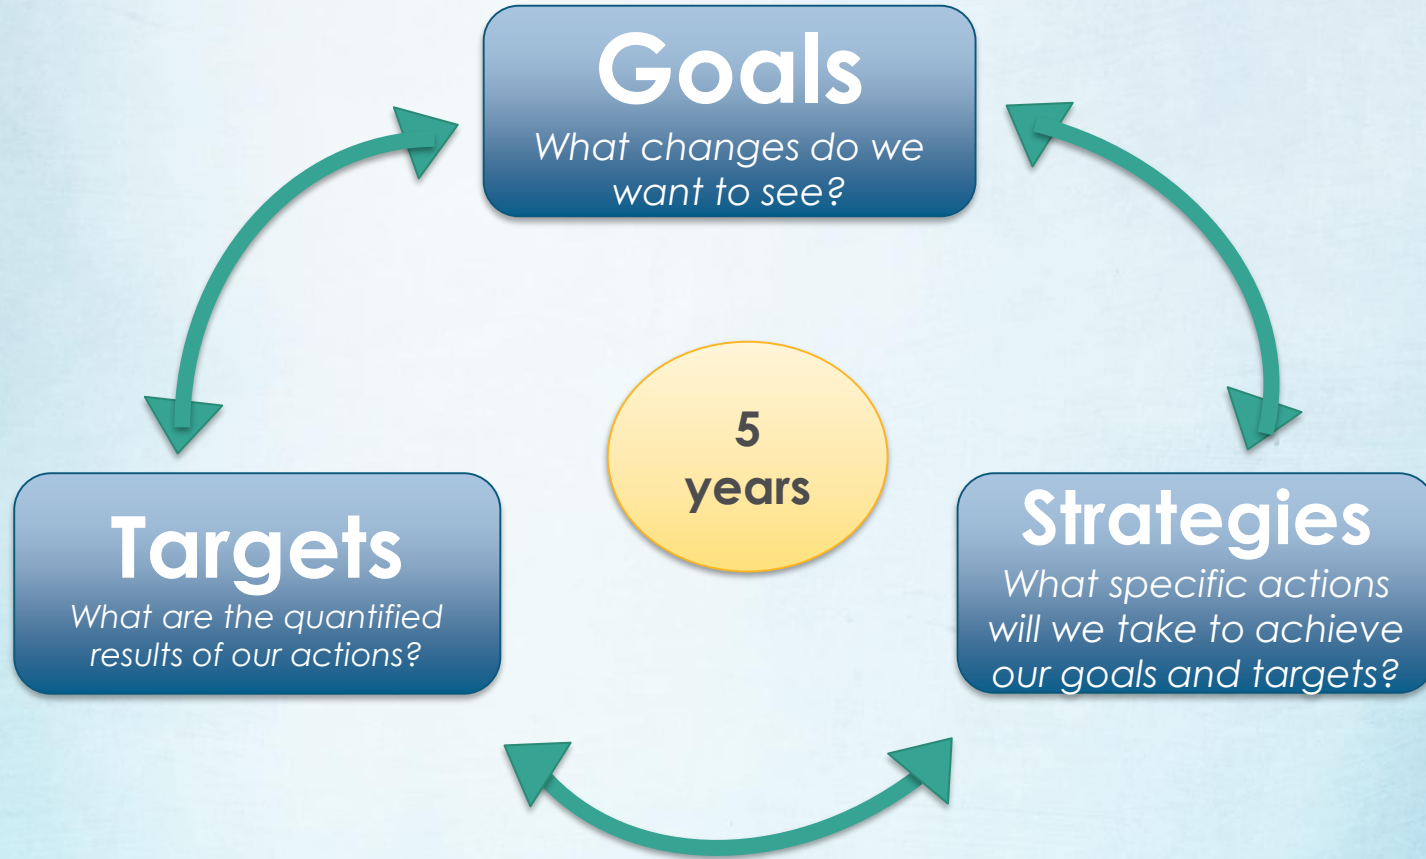 Goals
What changes do we
want to see?
5
years
Targets
What are the quantified
results of our actions?
Strategies
What specific actions
will we take to achieve
our goals and targets?